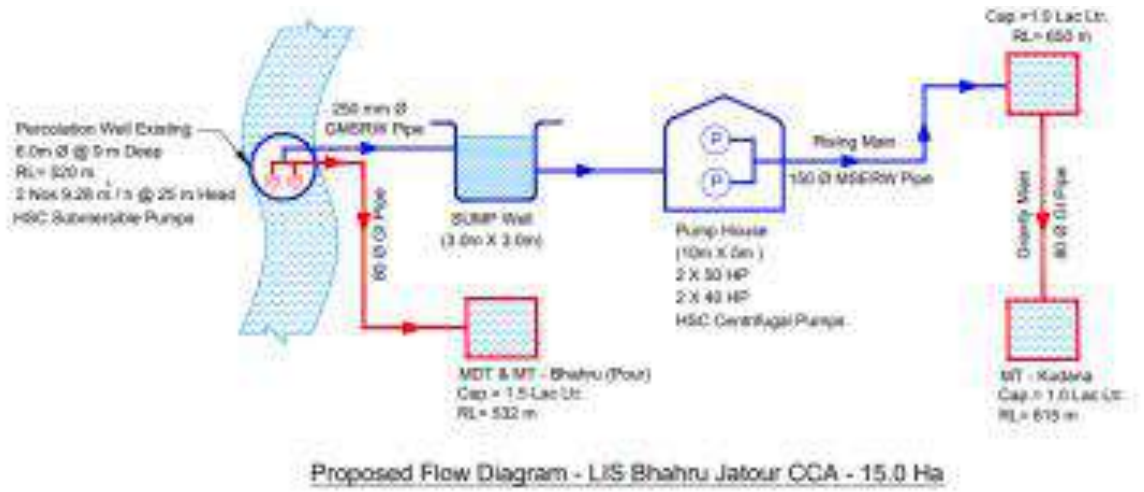 Percolation Well Existing
6.0m Ø @ 9 m Deep
RL= 520 m
2 Nos 9.28 m³ / h @ 25 m Head
HSC Submersible Pumps
250 mm Ø
GMSRW Pipe
80 Ø GI Pipe
SUMP Well
(3.0m X 3.0m)
MDT & MT - Bhahru (Pour)
Cap = 1.5 Lac Ltr.
RL= 532 m
P
P
Pump House
(10m X 5m )
2 X 50 HP
2 X 40 HP
HSC Centrifugal Pumps
Rising Main
150 Ø MSERW Pipe
Lac Ltr.
RL= 650 m
Gravity Main
80 Ø GI Pipe
MT - Kudana
Cap = 1.0 Lac Ltr.
RL= 615 m
Proposed Flow Diagram - LIS Bhahru Jatour CCA - 15.0 Ha